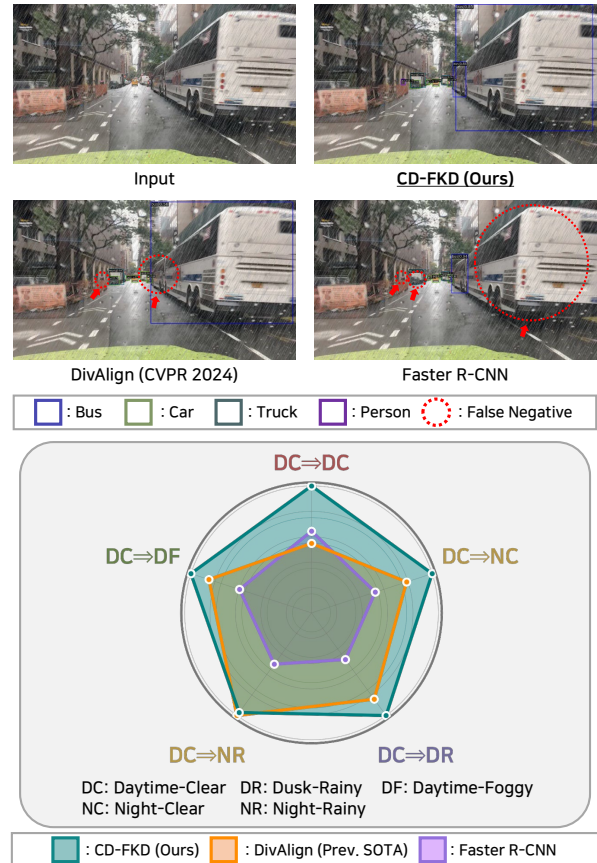 Input
CD-FKD (Ours)
DivAlign (CVPR 2024)
Faster R-CNN
: Bus : Car : Truck : Person : False Negative
DC⇒DC
DC⇒DF
DC⇒NC
DC⇒NR
DC⇒DR
DC: Daytime-Clear DR: Dusk-Rainy DF: Daytime-Foggy
NC: Night-Clear NR: Night-Rainy
: CD-FKD (Ours) : DivAlign (Prev. SOTA) : Faster R-CNN